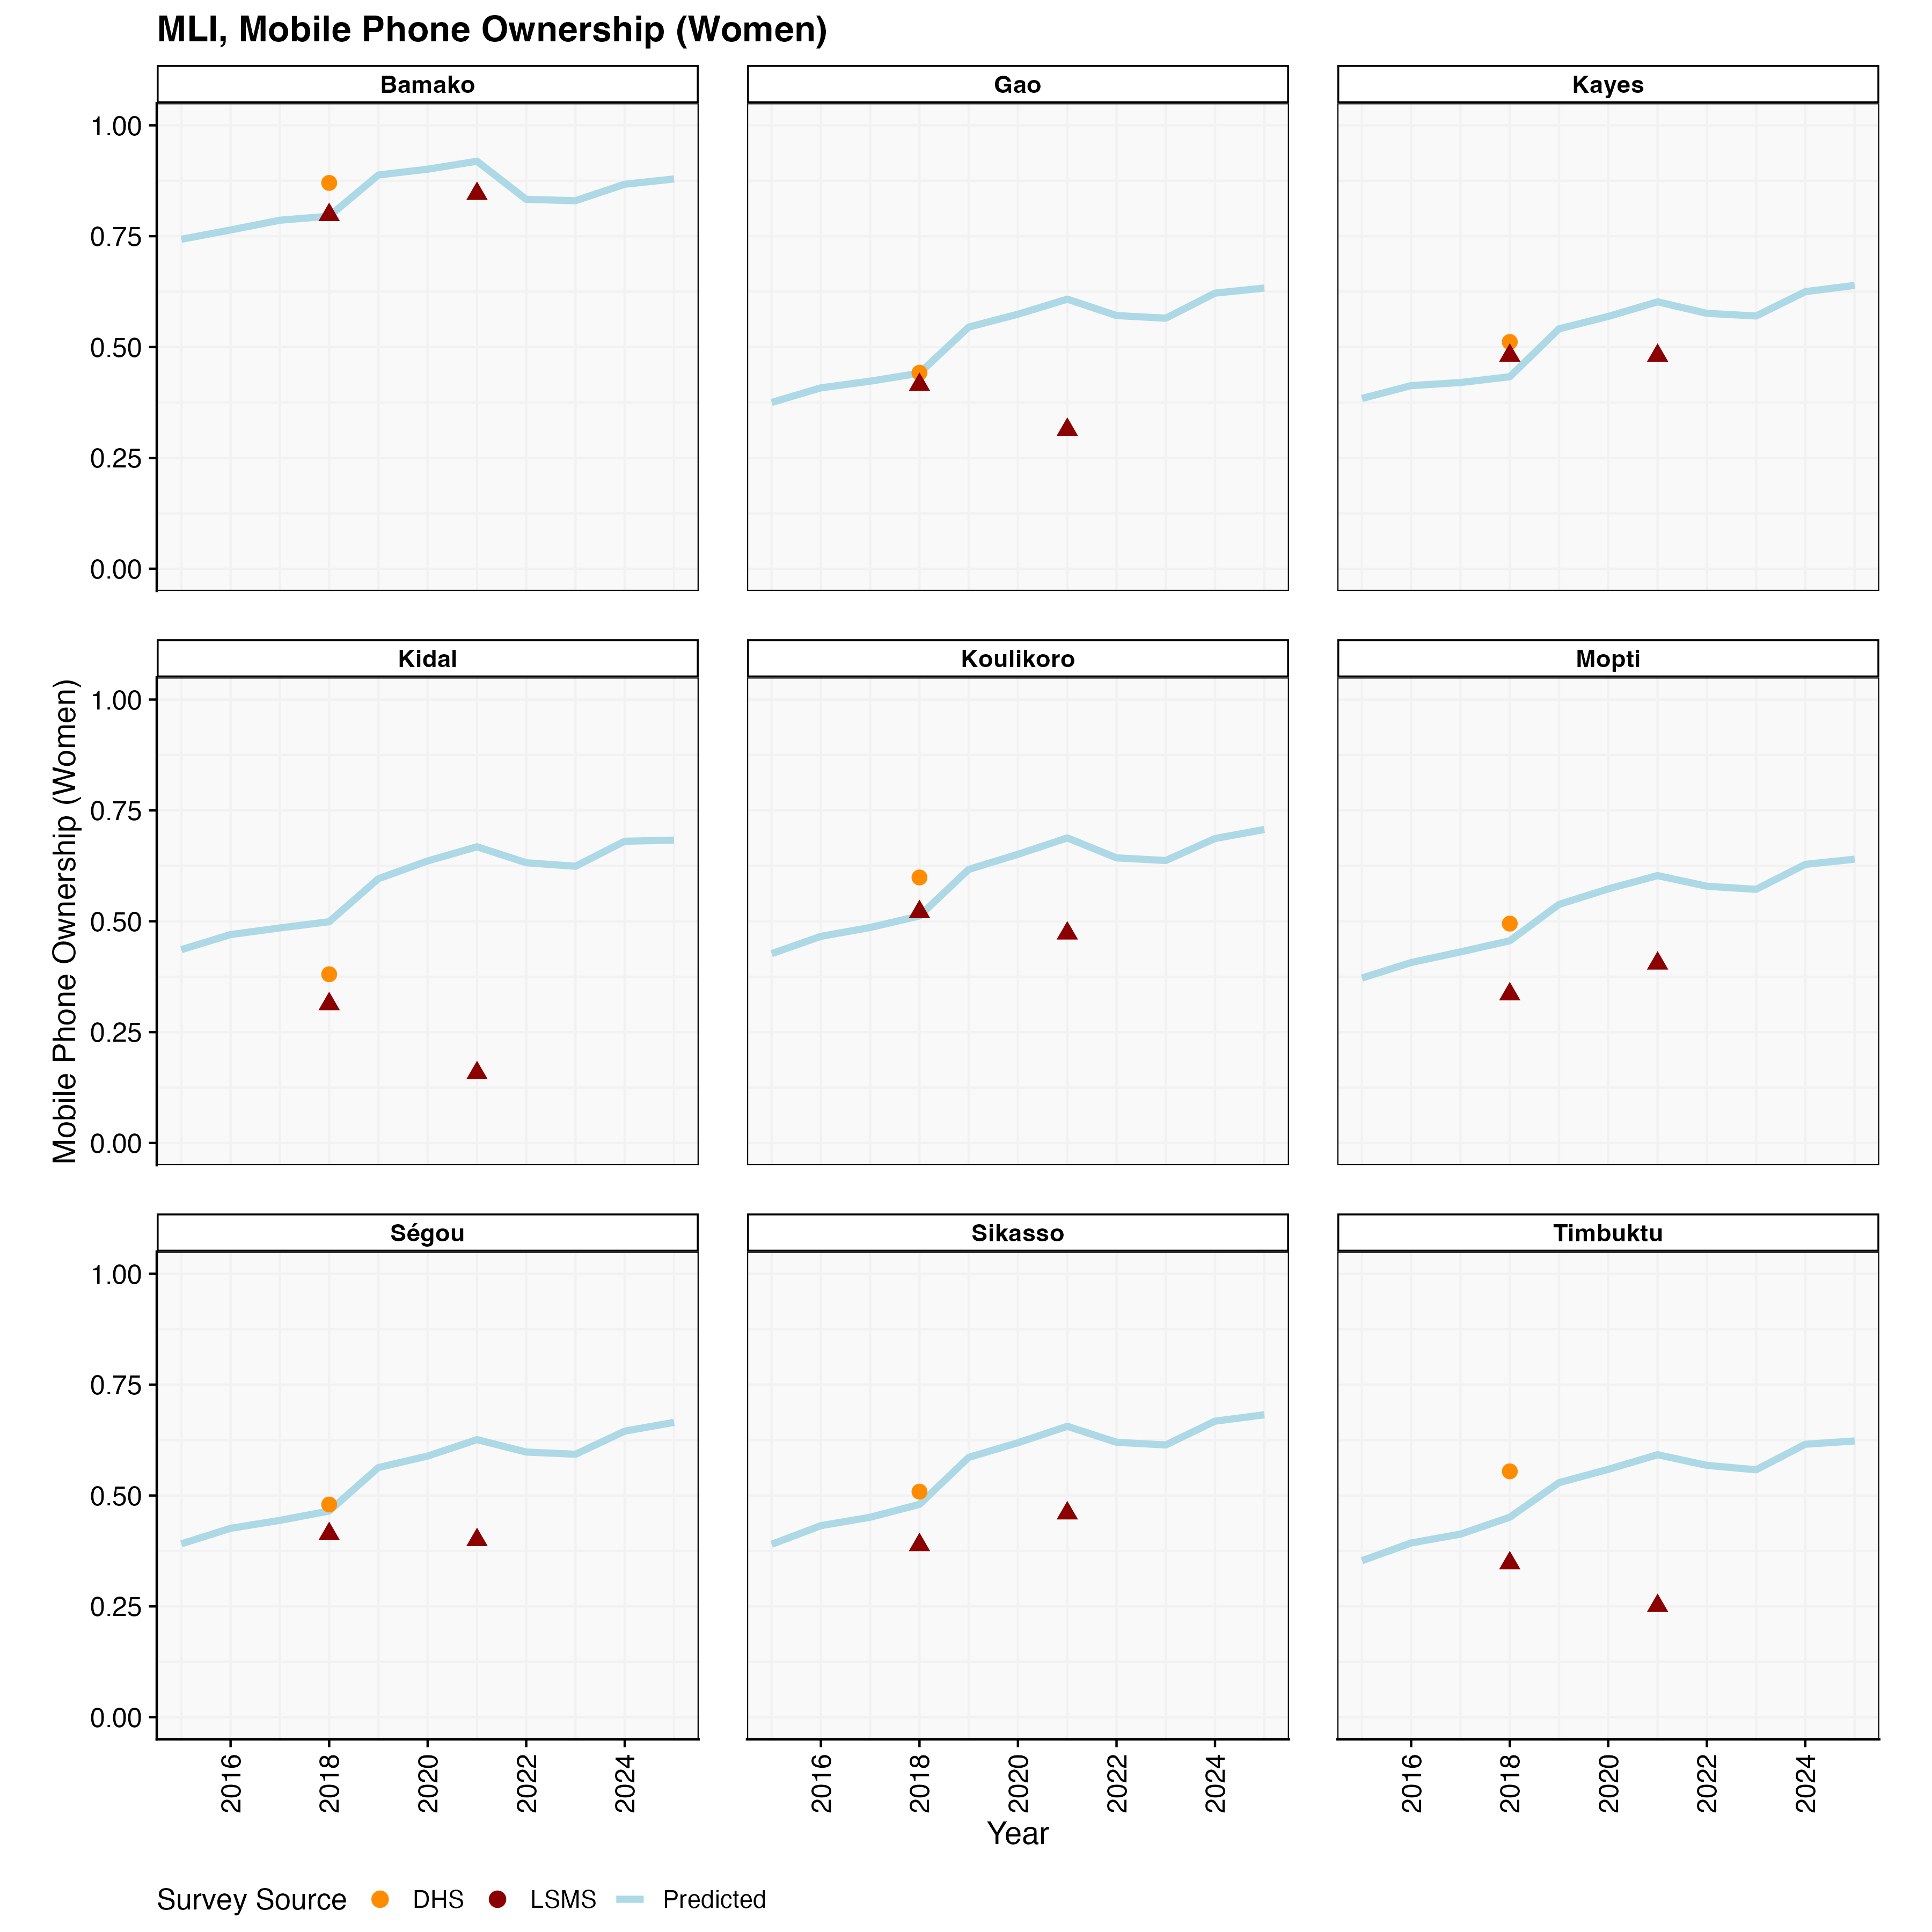 MLI, Mobile Phone Ownership (Women)
Bamako
Gao
Kayes
1.00
0.75
0.50
0.25
0.00
Kidal
Koulikoro
Mopti
Mobile Phone Ownership (Women)
1.00
0.75
0.50
0.25
0.00
Ségou
Sikasso
Timbuktu
1.00
0.75
0.50
0.25
0.00
2016 2018 2020 2022 2024
2016 2018 2020 2022 2024
2016 2018 2020 2022 2024
Year
Survey Source DHS LSMS Predicted